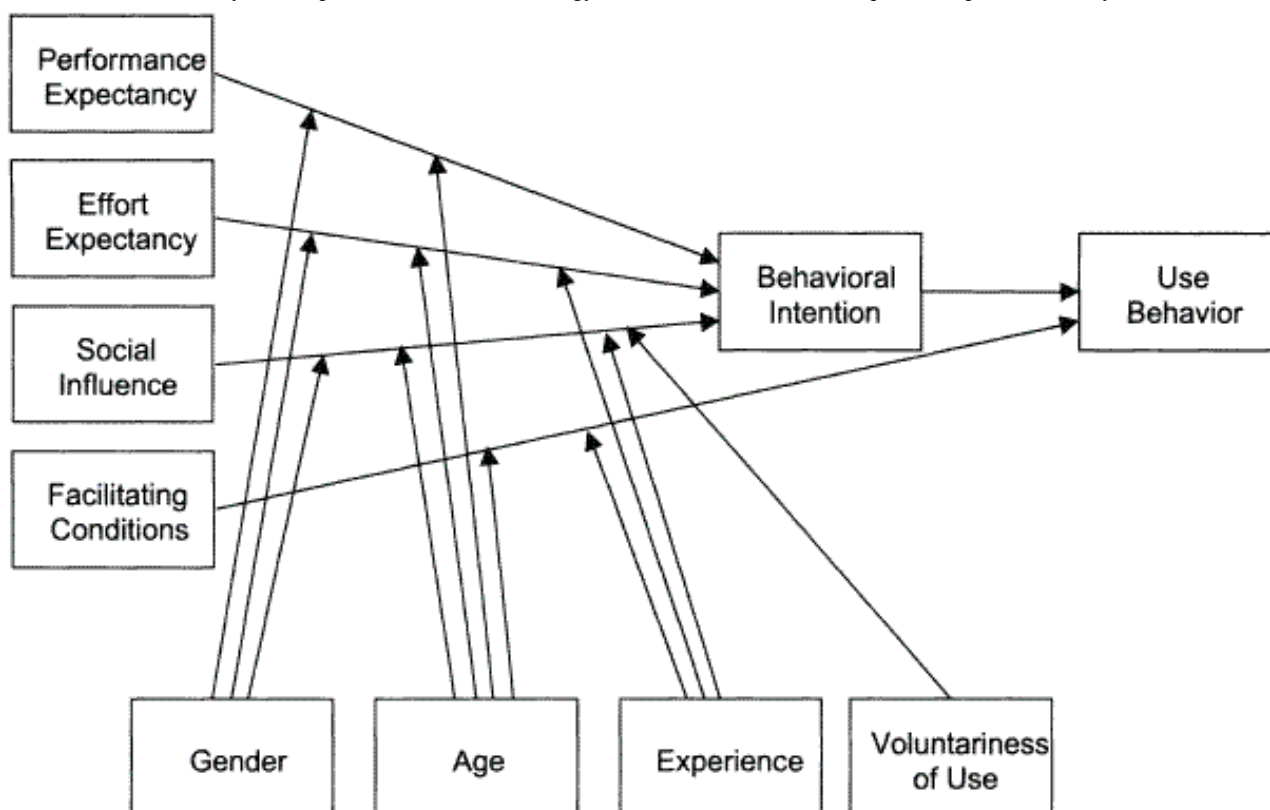 Performance
Expectancy
Effort
Expectancy
Social
Influence
Facilitating
Conditions
Behavioral
Intention
Use
Behavior
Gender
Age
Experience
Voluntariness
of Use